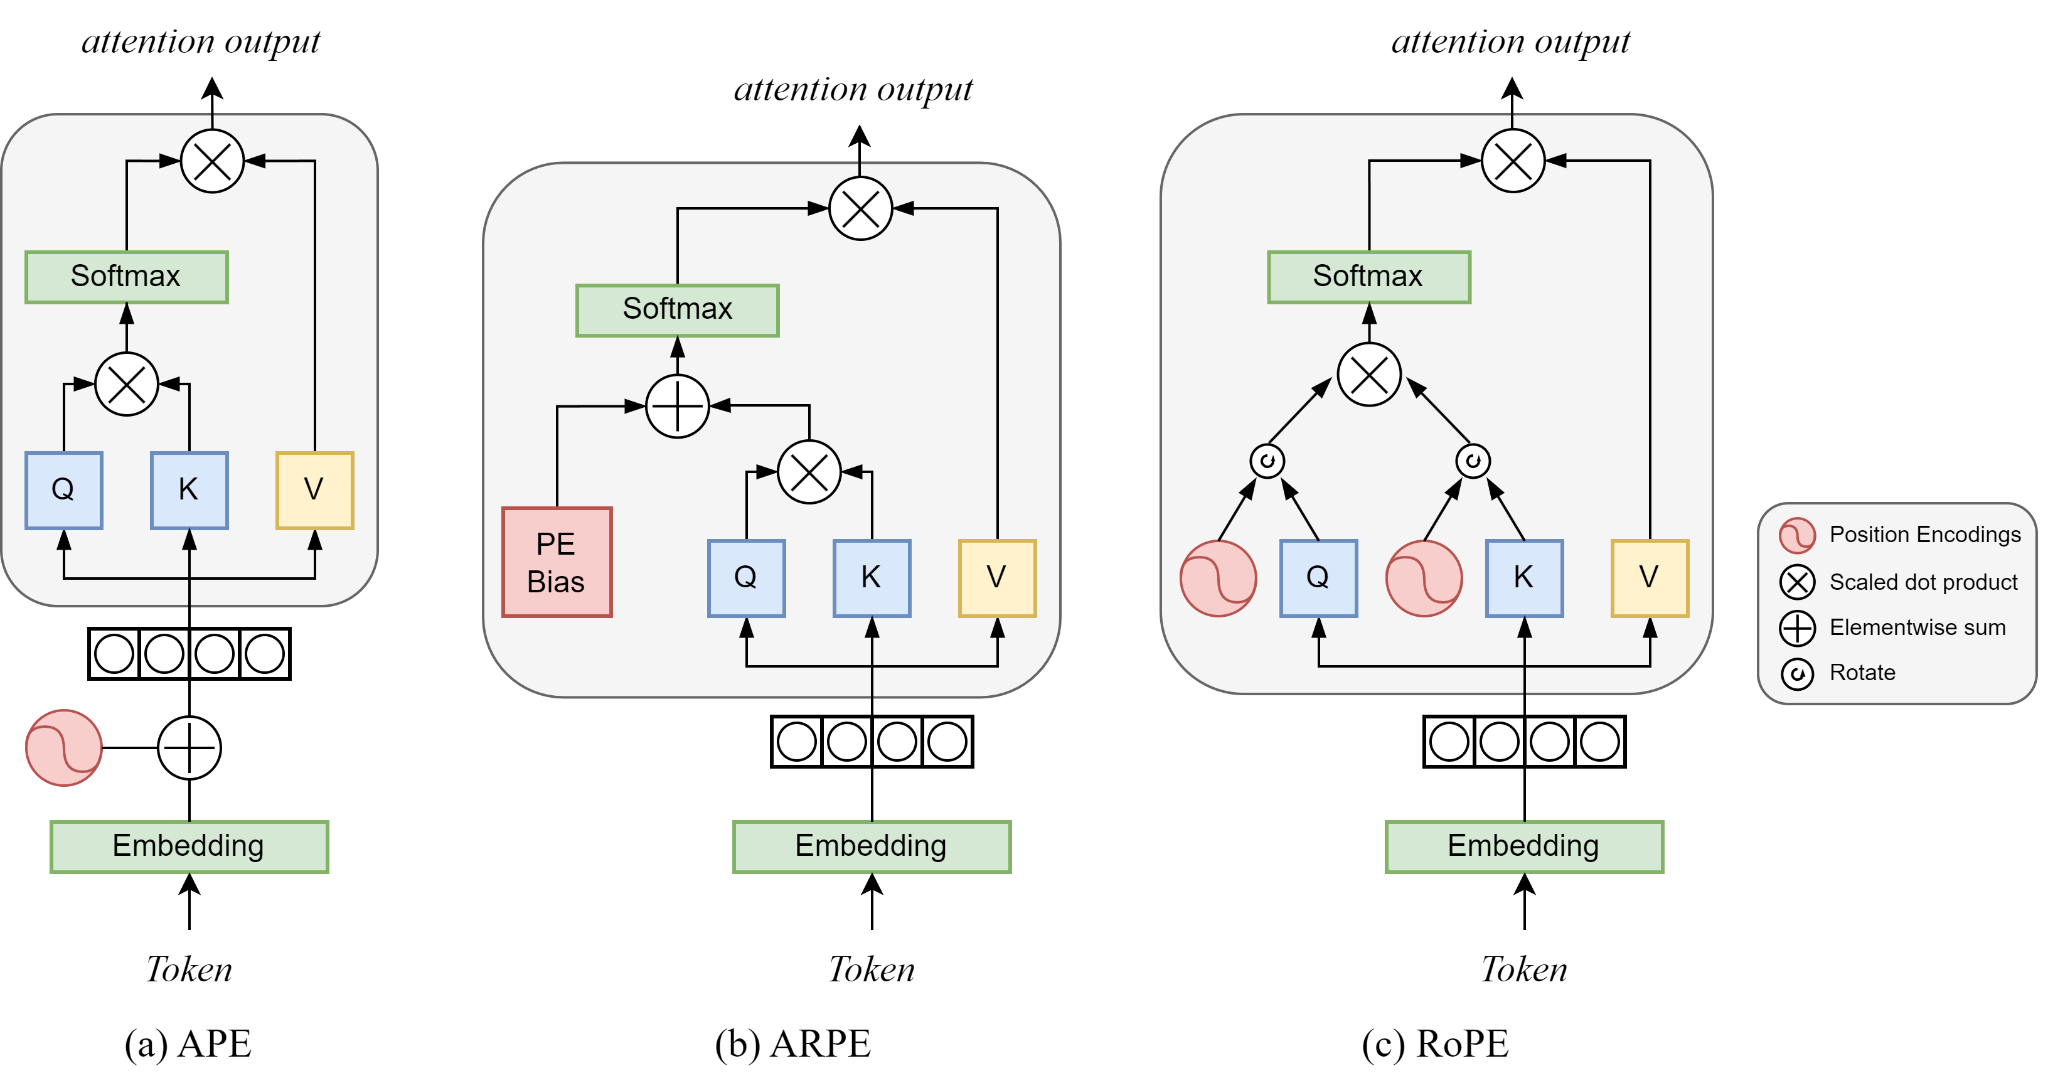 attention output
Softmax
Q
K
V
Embedding
Token
(a) APE
attention output
Softmax
PE
Bias
Q
K
V
Embedding
Token
(b) ARPE
attention output
Softmax
Q
K
V
Embedding
Token
(c) RoPE
Position Encodings
Scaled dot product
Elementwise sum
Rotate